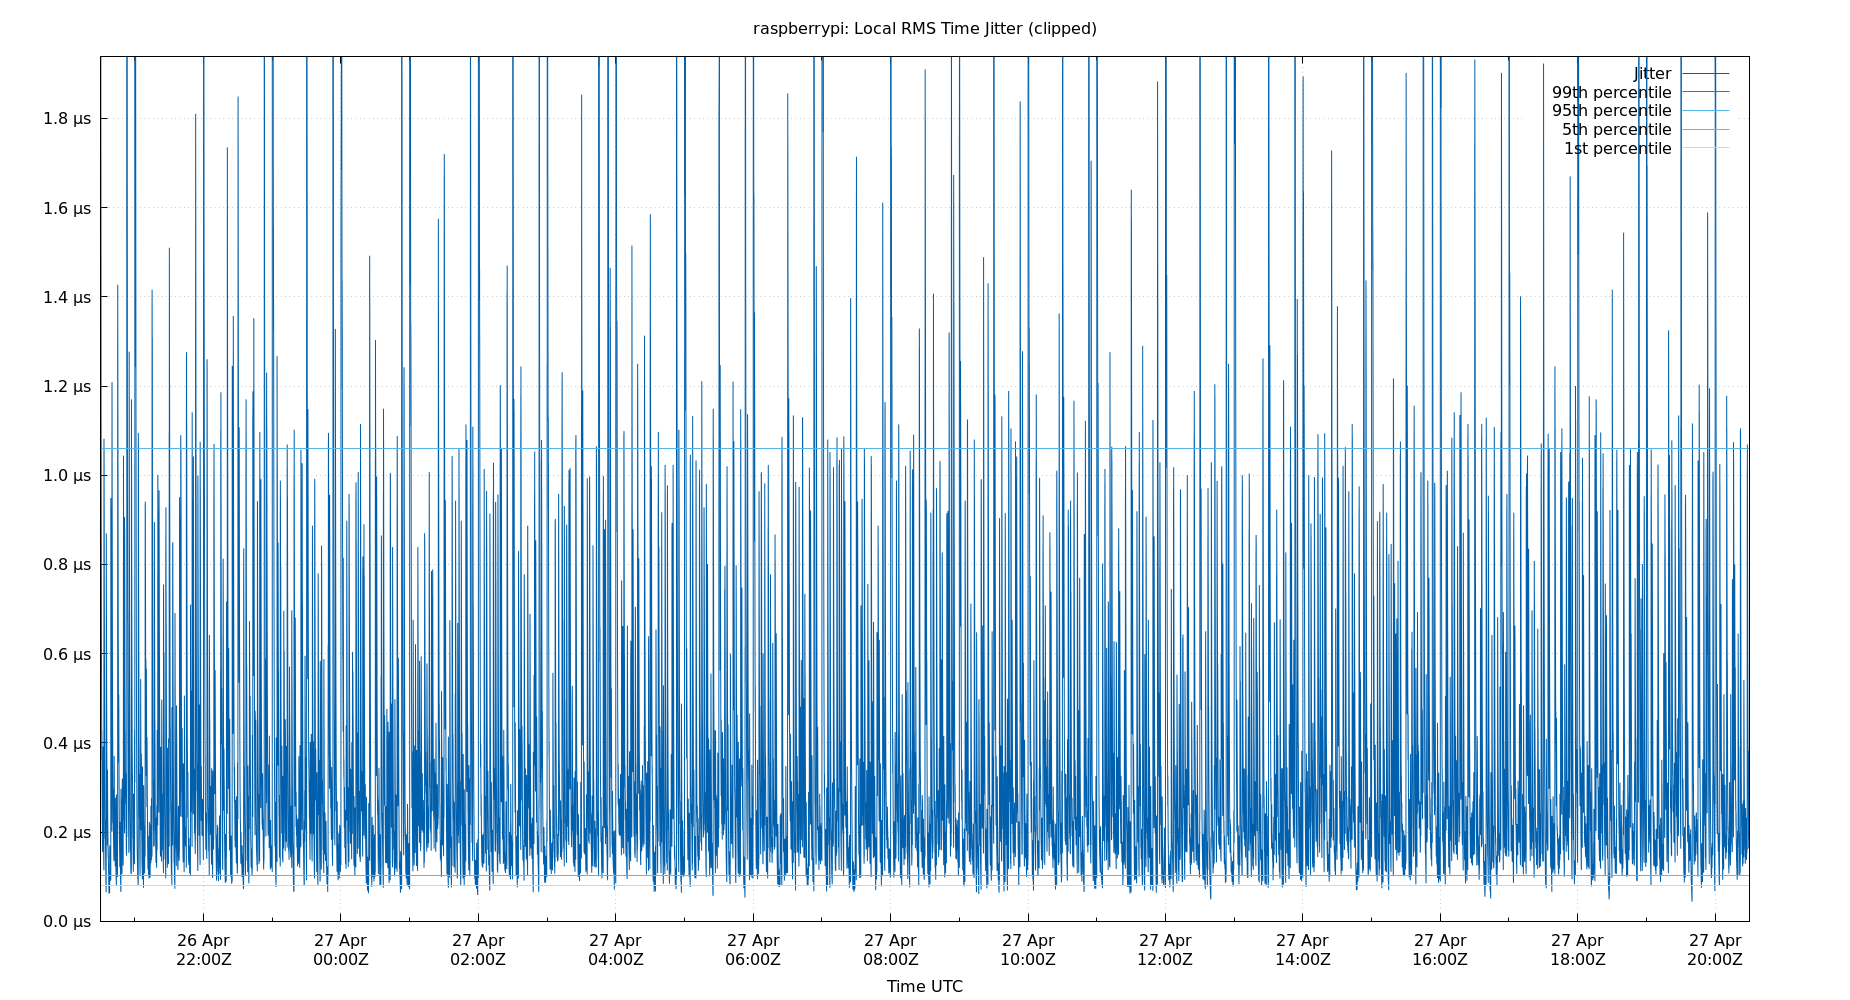 raspberrypi: Local RMS Time Jitter (clipped)
Jitter
99th percentile
95th percentile
5th percentile
1st percentile
1.8 µs
1.6 µs
1.4 µs
1.2 µs
1.0 µs
0.8 µs
0.6 µs
0.4 µs
0.2 µs
0.0 µs
26 Apr 27 Apr 27 Apr 27 Apr 27 Apr 27 Apr 27 Apr 27 Apr 27 Apr 27 Apr 27 Apr 27 Apr
22:00Z 00:00Z 02:00Z 04:00Z 06:00Z 08:00Z 10:00Z 12:00Z 14:00Z 16:00Z 18:00Z 20:00Z
Time UTC